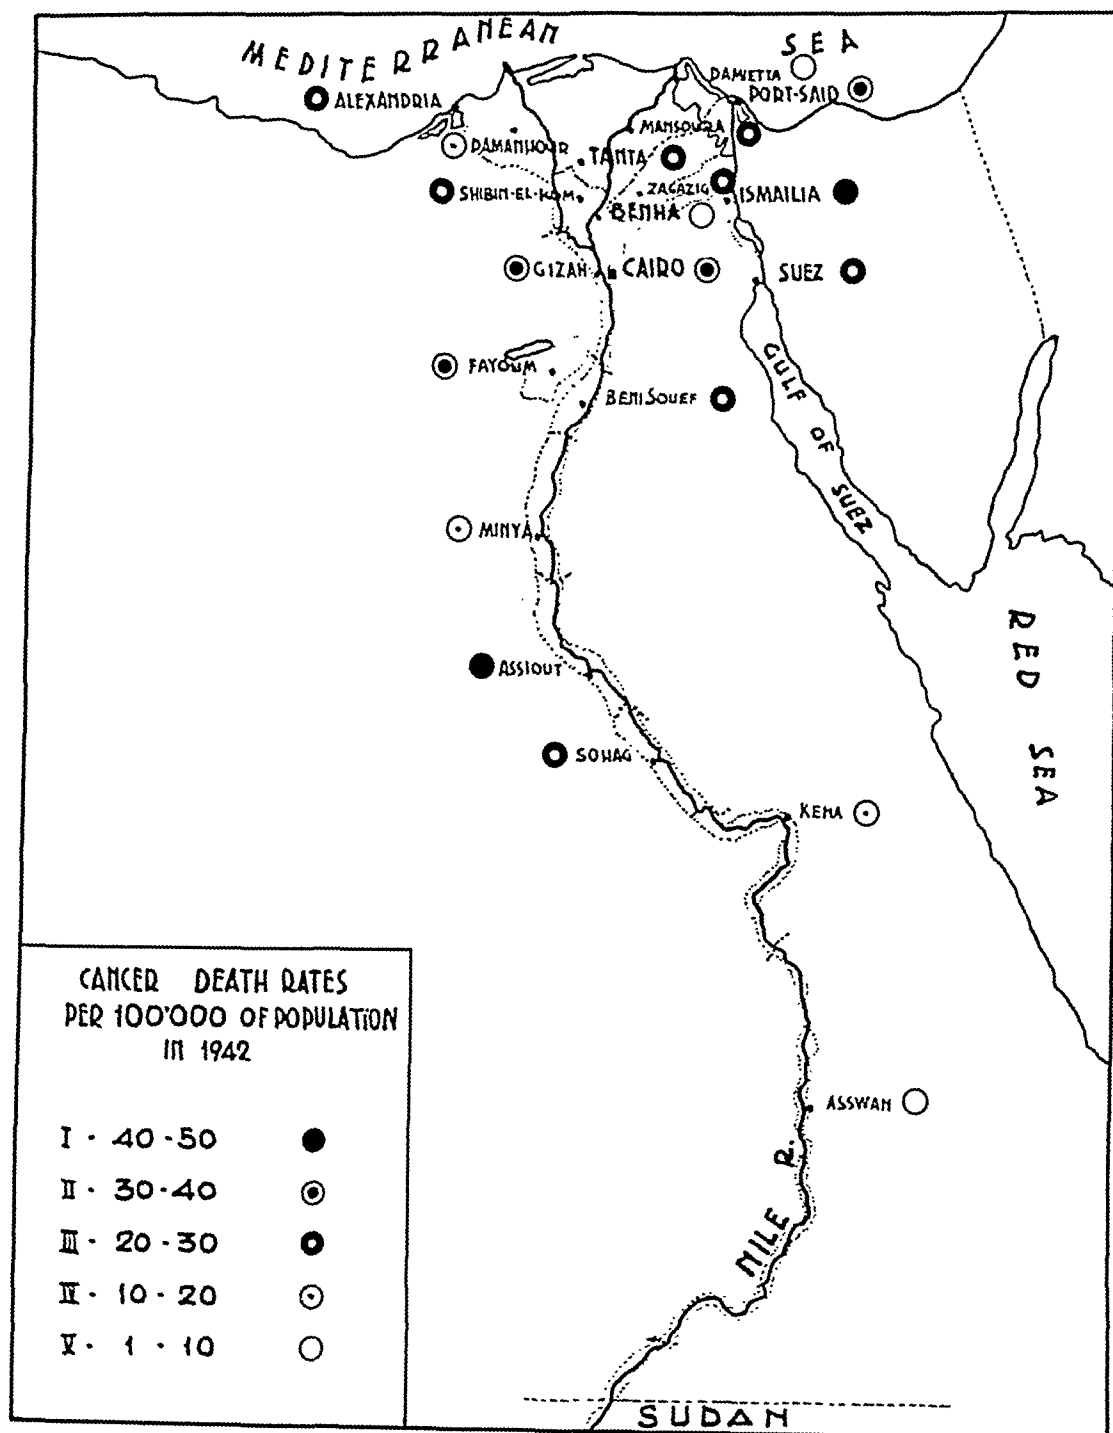 MEDITERRANEAN
SEA
DAMIETTA
PORT-SAID
ALEXANDRIA
MANSOURA
DAMANHOUR
TANTA
SHIBIN-EL-KOM
ZAGAZIG
ISMAILIA
BENHA
GIZAH
CAIRO
SUEZ
FAYOUM
BENI SOUEF
GULF OF SUEZ
MINYA
RED SEA
ASSIOUT
SOHAG
KENA
ASSWAN
NILE R.
SUDAN
CANCER DEATH RATES
PER 100'000 OF POPULATION
IN 1942
I - 40 - 50
II - 30 - 40
III - 20 - 30
IV - 10 - 20
V - 1 - 10